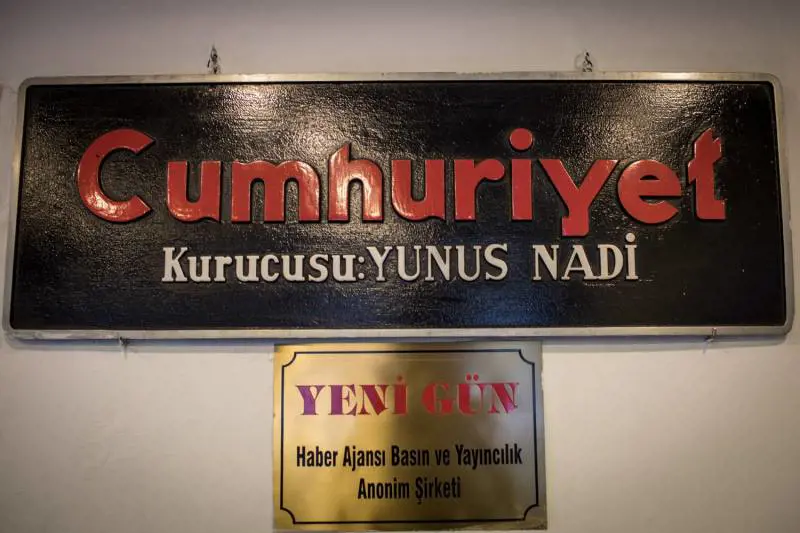 Cumhuriyet
Kurucusu:YUNUS NADİ
YENİ GÜN
Haber Ajansı Basın ve Yayıncılık
Anonim Şirketi